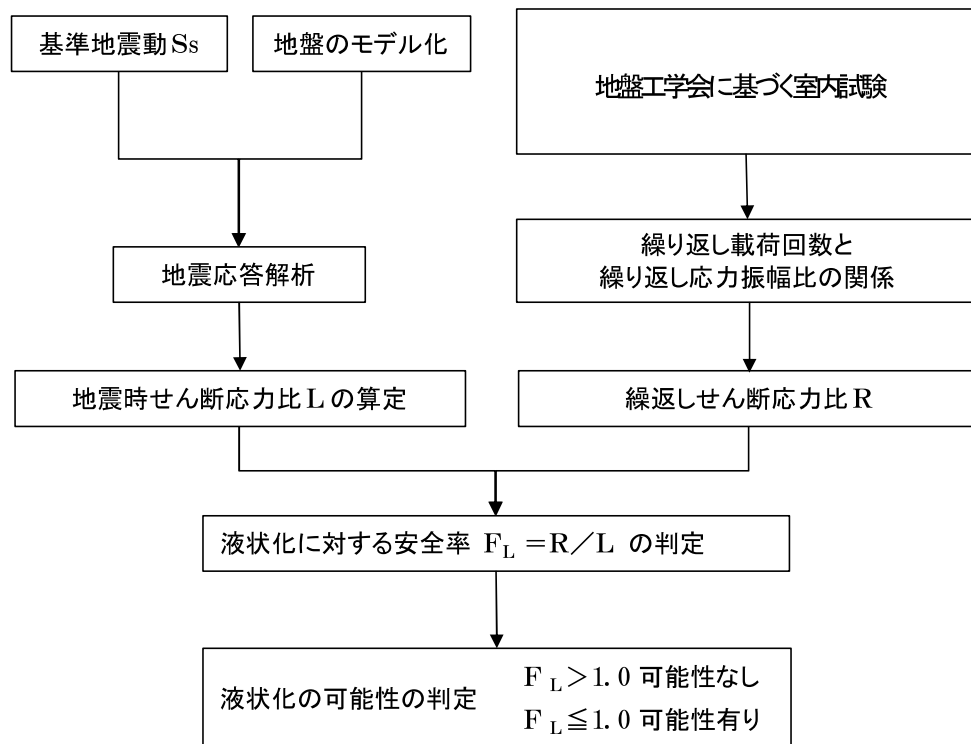 基準地震動Ss
地盤のモデル化
地盤工学会に基づく室内試験
繰り返し載荷回数と
繰り返し応力振幅比の関係
地震応答解析
地震時せん断応力比Lの算定
繰返しせん断応力比R
液状化に対する安全率 FL=R／L の判定
液状化の可能性の判定
FL>1.0 可能性なし
FL≦1.0 可能性有り